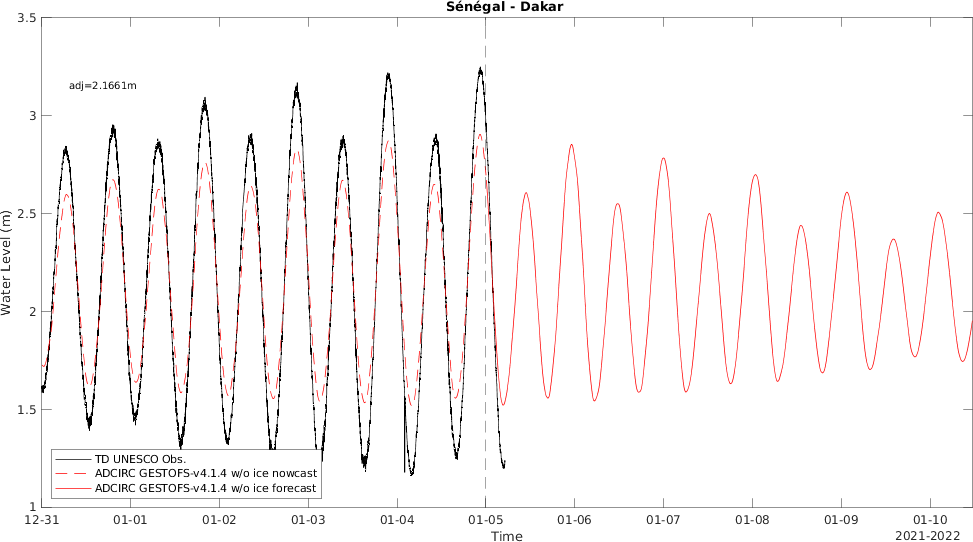 Sénégal - Dakar
3.5
adj=2.1661m
3
2.5
Water Level (m)
2
1.5
TD UNESCO Obs.
ADCIRC GESTOFS-v4.1.4 w/o ice nowcast
ADCIRC GESTOFS-v4.1.4 w/o ice forecast
1
12-31 01-01 01-02 01-03 01-04 01-05 01-06 01-07 01-08 01-09 01-10
Time
2021-2022